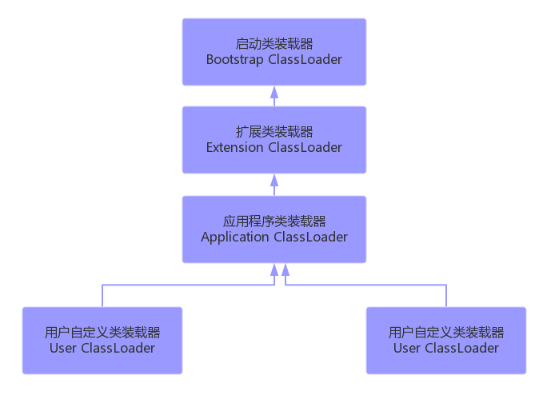 启动类装载器
Bootstrap ClassLoader
扩展类装载器
Extension ClassLoader
应用程序类装载器
Application ClassLoader
用户自定义类装载器
User ClassLoader
用户自定义类装载器
User ClassLoader